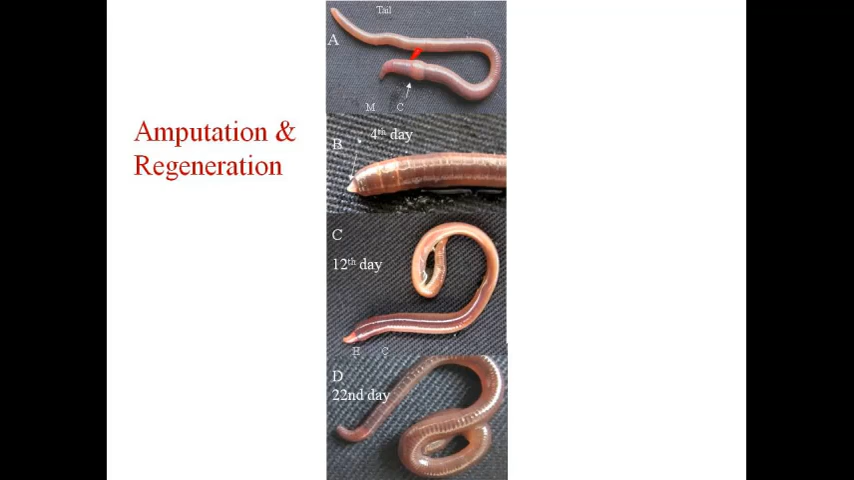 Amputation &
Regeneration
Tail
A
M C
B
4th day
C
12th day
H C
D
22nd day